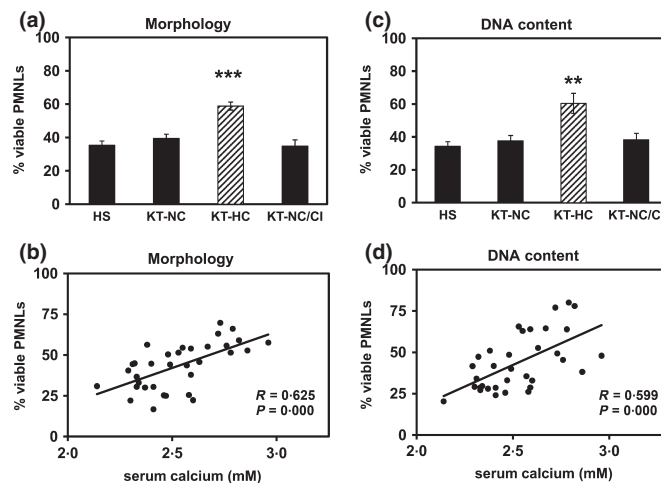 (a)
Morphology
% viable PMNLs
100
80
60
40
20
0
***
HS KT-NC KT-HC KT-NC/CI
(c)
DNA content
% viable PMNLs
100
80
60
40
20
0
**
HS KT-NC KT-HC KT-NC/CI
(b)
Morphology
% viable PMNLs
100
75
50
25
0
R = 0·625
P = 0·000
2·0 2·5 3·0
serum calcium (mM)
(d)
DNA content
% viable PMNLs
100
75
50
25
0
R = 0·599
P = 0·000
2·0 2·5 3·0
serum calcium (mM)